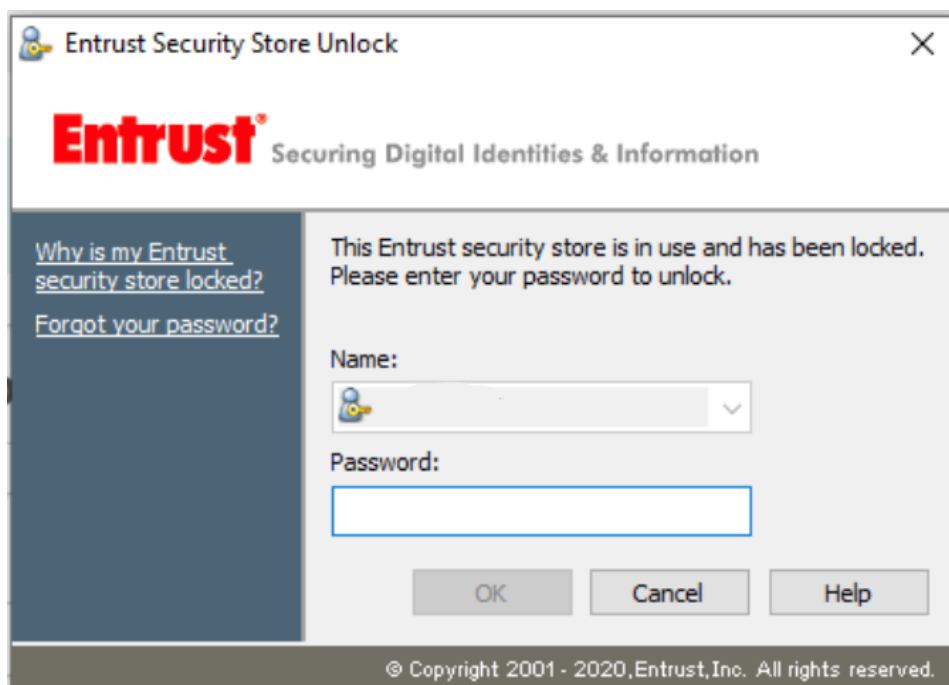 Entrust Security Store Unlock
Entrust® Securing Digital Identities & Information
Why is my Entrust
security store locked?
Forgot your password?
This Entrust security store is in use and has been locked.
Please enter your password to unlock.
Name:
Password:
OK
Cancel
Help
© Copyright 2001 - 2020,Entrust,Inc. All rights reserved.